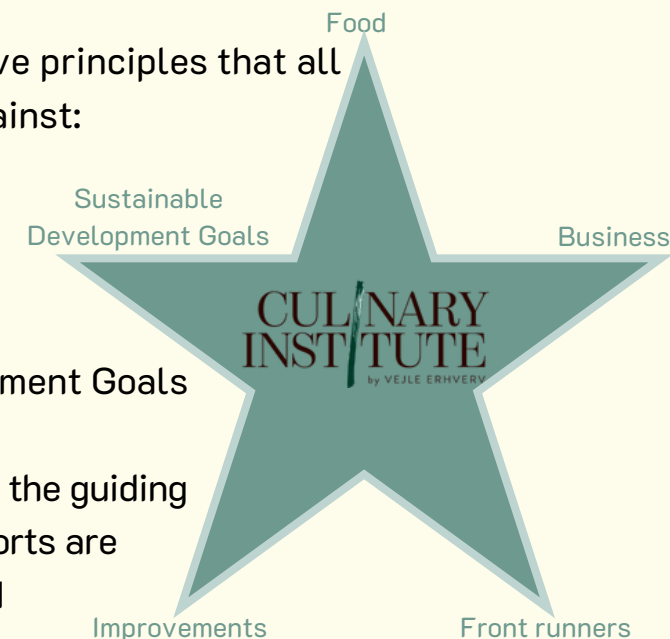 Food
ve principles that all
ainst:
Sustainable
Development Goals
Business
CULINARY
INSTITUTE
by VEJLE ERHVERV
ment Goals
the guiding
orts are
Improvements
Front runners